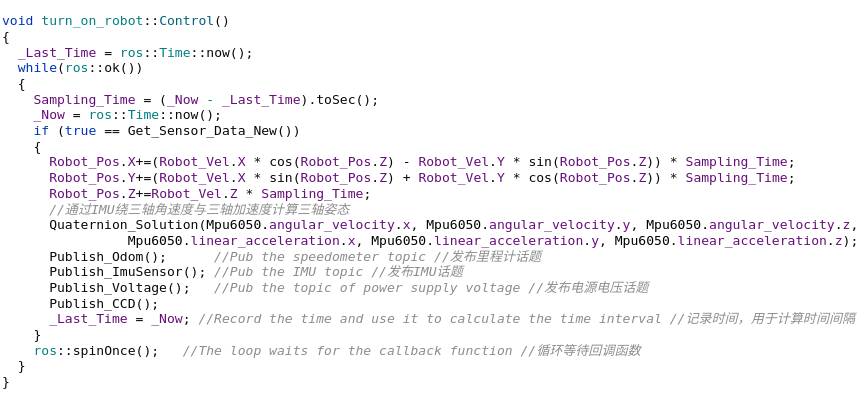 void turn_on_robot::Control()
{
  _Last_Time = ros::Time::now();
  while(ros::ok())
  {
    Sampling_Time = (_Now - _Last_Time).toSec();
    _Now = ros::Time::now();
    if (true == Get_Sensor_Data_New())
    {
      Robot_Pos.X+=(Robot_Vel.X * cos(Robot_Pos.Z) - Robot_Vel.Y * sin(Robot_Pos.Z)) * Sampling_Time;
      Robot_Pos.Y+=(Robot_Vel.X * sin(Robot_Pos.Z) + Robot_Vel.Y * cos(Robot_Pos.Z)) * Sampling_Time;
      Robot_Pos.Z+=Robot_Vel.Z * Sampling_Time;
      //通过IMU绕三轴角速度与三轴加速度计算三轴姿态
      Quaternion_Solution(Mpu6050.angular_velocity.x, Mpu6050.angular_velocity.y, Mpu6050.angular_velocity.z,
                Mpu6050.linear_acceleration.x, Mpu6050.linear_acceleration.y, Mpu6050.linear_acceleration.z);
      Publish_Odom();      //Pub the speedometer topic //发布里程计话题
      Publish_ImuSensor(); //Pub the IMU topic //发布IMU话题
      Publish_Voltage();   //Pub the topic of power supply voltage //发布电源电压话题
      Publish_CCD();
      _Last_Time = _Now; //Record the time and use it to calculate the time interval //记录时间，用于计算时间间隔
    }
    ros::spinOnce();   //The loop waits for the callback function //循环等待回调函数
  }
}